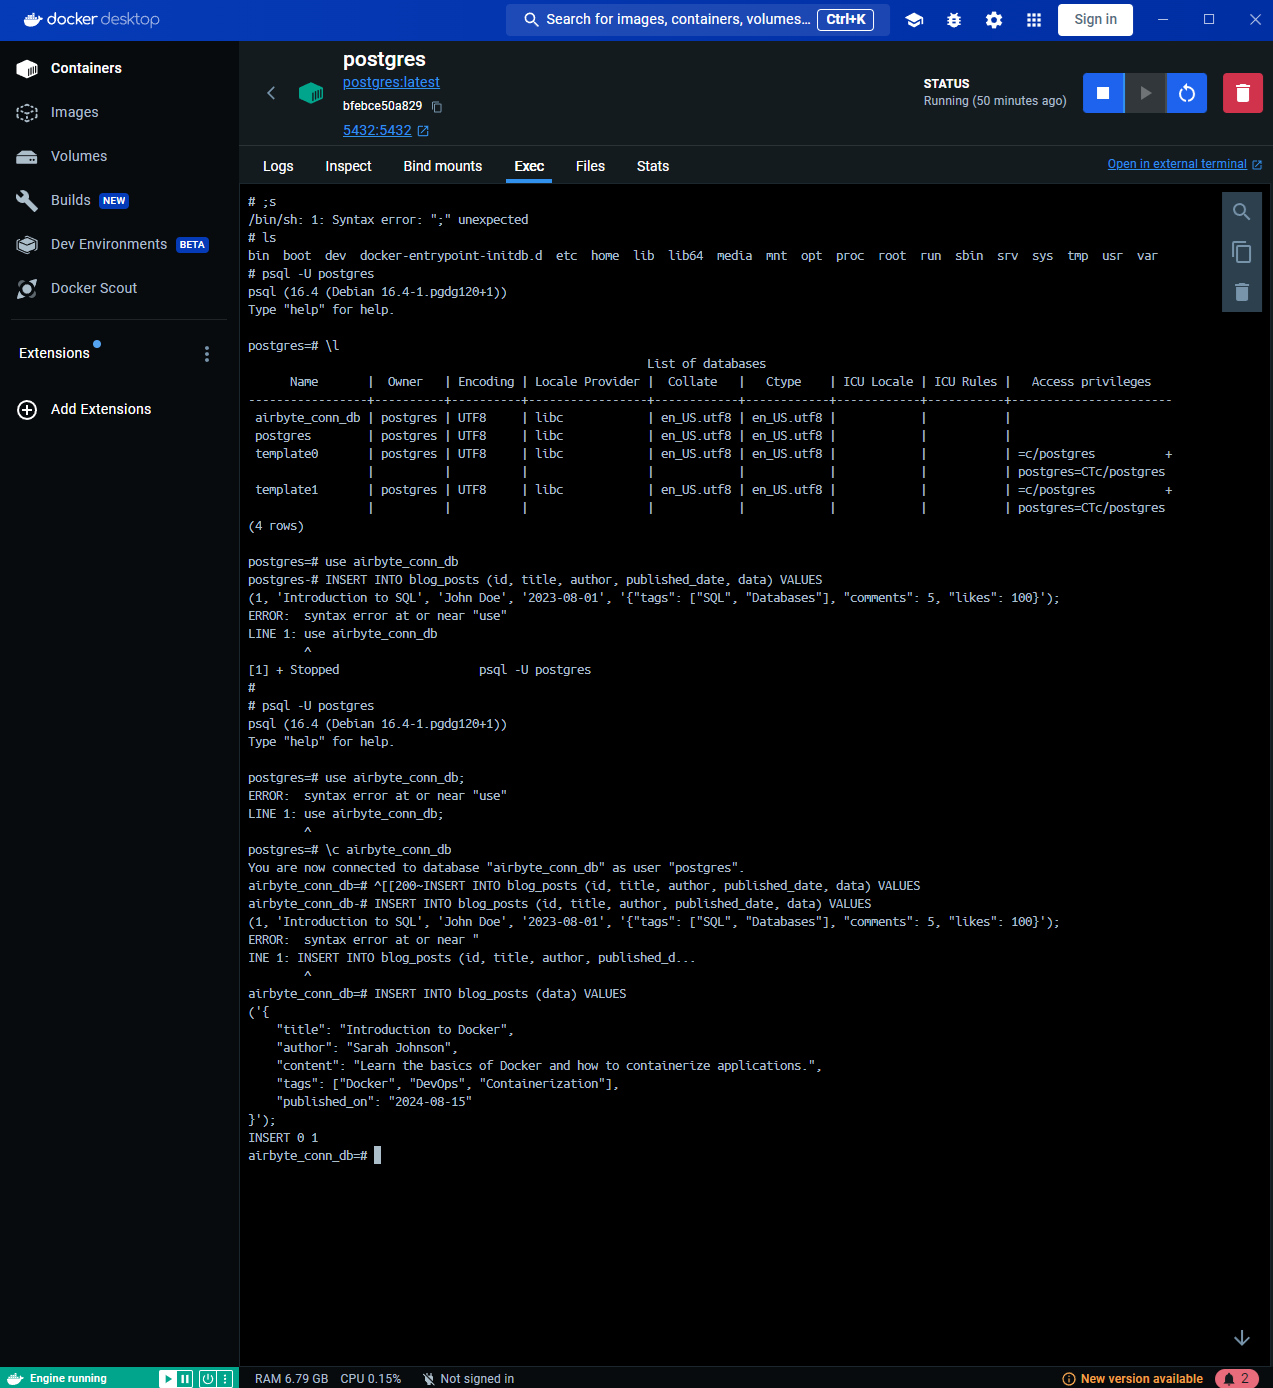 docker desktop
Search for images, containers, volumes... Ctrl+K
Sign in
Containers
Images
Volumes
Builds NEW
Dev Environments BETA
Docker Scout
Extensions
Add Extensions
postgres
postgres:latest
bfebce50a829
5432:5432
STATUS
Running (50 minutes ago)
Logs Inspect Bind mounts Exec Files Stats
Open in external terminal
# ;s
/bin/sh: 1: Syntax error: ";" unexpected
# ls
bin  boot  dev  docker-entrypoint-initdb.d  etc  home  lib  lib64  media  mnt  opt  proc  root  run  sbin  srv  sys  tmp  usr  var
# psql -U postgres
psql (16.4 (Debian 16.4-1.pgdg120+1))
Type "help" for help.
postgres=# \l
List of databases
      Name       |  Owner   | Encoding | Locale Provider |  Collate   |   Ctype    | ICU Locale | ICU Rules |   Access privileges
-----------------+----------+----------+-----------------+------------+------------+------------+-----------+-----------------------
 airbyte_conn_db | postgres | UTF8     | libc            | en_US.utf8 | en_US.utf8 |            |           |
 postgres        | postgres | UTF8     | libc            | en_US.utf8 | en_US.utf8 |            |           |
 template0       | postgres | UTF8     | libc            | en_US.utf8 | en_US.utf8 |            |           | =c/postgres          +
                 |          |          |                 |            |            |            |           | postgres=CTc/postgres
 template1       | postgres | UTF8     | libc            | en_US.utf8 | en_US.utf8 |            |           | =c/postgres          +
                 |          |          |                 |            |            |            |           | postgres=CTc/postgres
(4 rows)
postgres=# use airbyte_conn_db
postgres-# INSERT INTO blog_posts (id, title, author, published_date, data) VALUES
(1, 'Introduction to SQL', 'John Doe', '2023-08-01', '{"tags": ["SQL", "Databases"], "comments": 5, "likes": 100}');
ERROR:  syntax error at or near "use"
LINE 1: use airbyte_conn_db
        ^
[1] + Stopped                    psql -U postgres
#
# psql -U postgres
psql (16.4 (Debian 16.4-1.pgdg120+1))
Type "help" for help.
postgres=# use airbyte_conn_db;
ERROR:  syntax error at or near "use"
LINE 1: use airbyte_conn_db;
        ^
postgres=# \c airbyte_conn_db
You are now connected to database "airbyte_conn_db" as user "postgres".
airbyte_conn_db=# ^[[200~INSERT INTO blog_posts (id, title, author, published_date, data) VALUES
airbyte_conn_db-# INSERT INTO blog_posts (id, title, author, published_date, data) VALUES
(1, 'Introduction to SQL', 'John Doe', '2023-08-01', '{"tags": ["SQL", "Databases"], "comments": 5, "likes": 100}');
ERROR:  syntax error at or near "
INE 1: INSERT INTO blog_posts (id, title, author, published_d...
        ^
airbyte_conn_db=# INSERT INTO blog_posts (data) VALUES
('{
    "title": "Introduction to Docker",
    "author": "Sarah Johnson",
    "content": "Learn the basics of Docker and how to containerize applications.",
    "tags": ["Docker", "DevOps", "Containerization"],
    "published_on": "2024-08-15"
}');
INSERT 0 1
airbyte_conn_db=#
Engine running
RAM 6.79 GB CPU 0.15% Not signed in
New version available
2